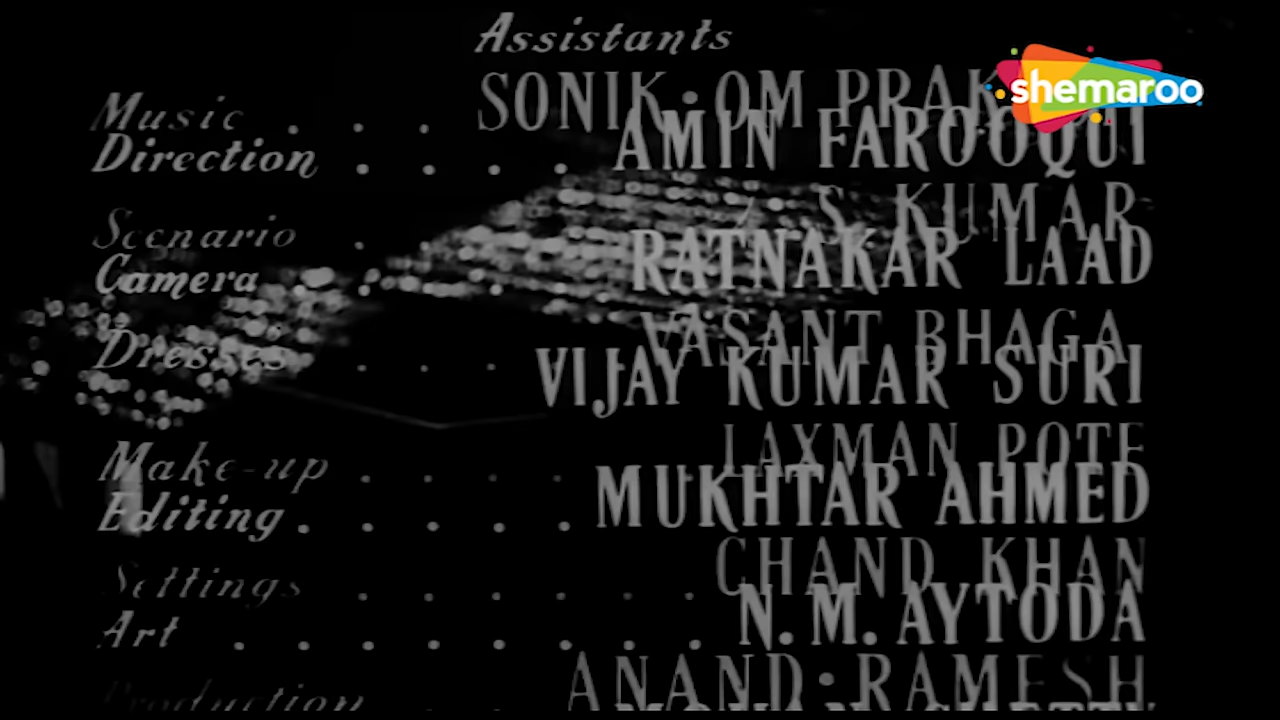 Assistants
shemaroo
Music . . . SONIK · OM PRAK
Direction . . . . AMIN FAROOQUI
Scenario . S. KUMAR
Camera . . RATNAKAR LAAD
Dresses . . . VASANT BHAGA
VIJAY KUMAR SURI
Make-up . . . . . LAXMAN POTE
Editing . . . . . MUKHTAR AHMED
Settings . . . . . . CHAND KHAN
Art . . . . . . . . N. M. AYTODA
Production ANAND · RAMESH